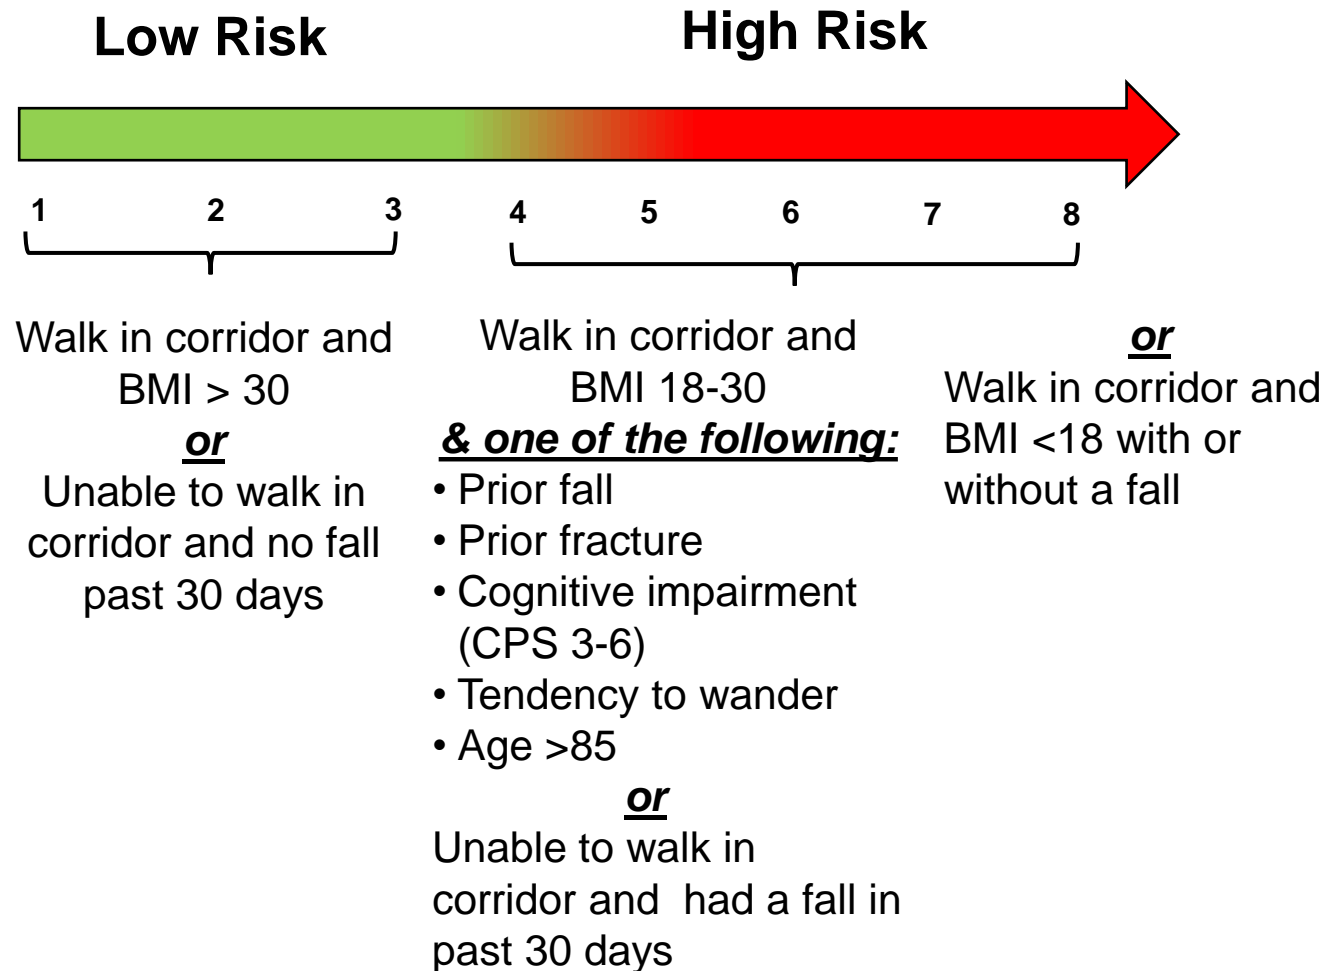 Low Risk
High Risk
1 2 3 4 5 6 7 8
Walk in corridor and
BMI > 30
or
Unable to walk in
corridor and no fall
past 30 days
Walk in corridor and
BMI 18-30
& one of the following:
• Prior fall
• Prior fracture
• Cognitive impairment
(CPS 3-6)
• Tendency to wander
• Age >85
or
Unable to walk in
corridor and  had a fall in
past 30 days
or
Walk in corridor and
BMI <18 with or
without a fall